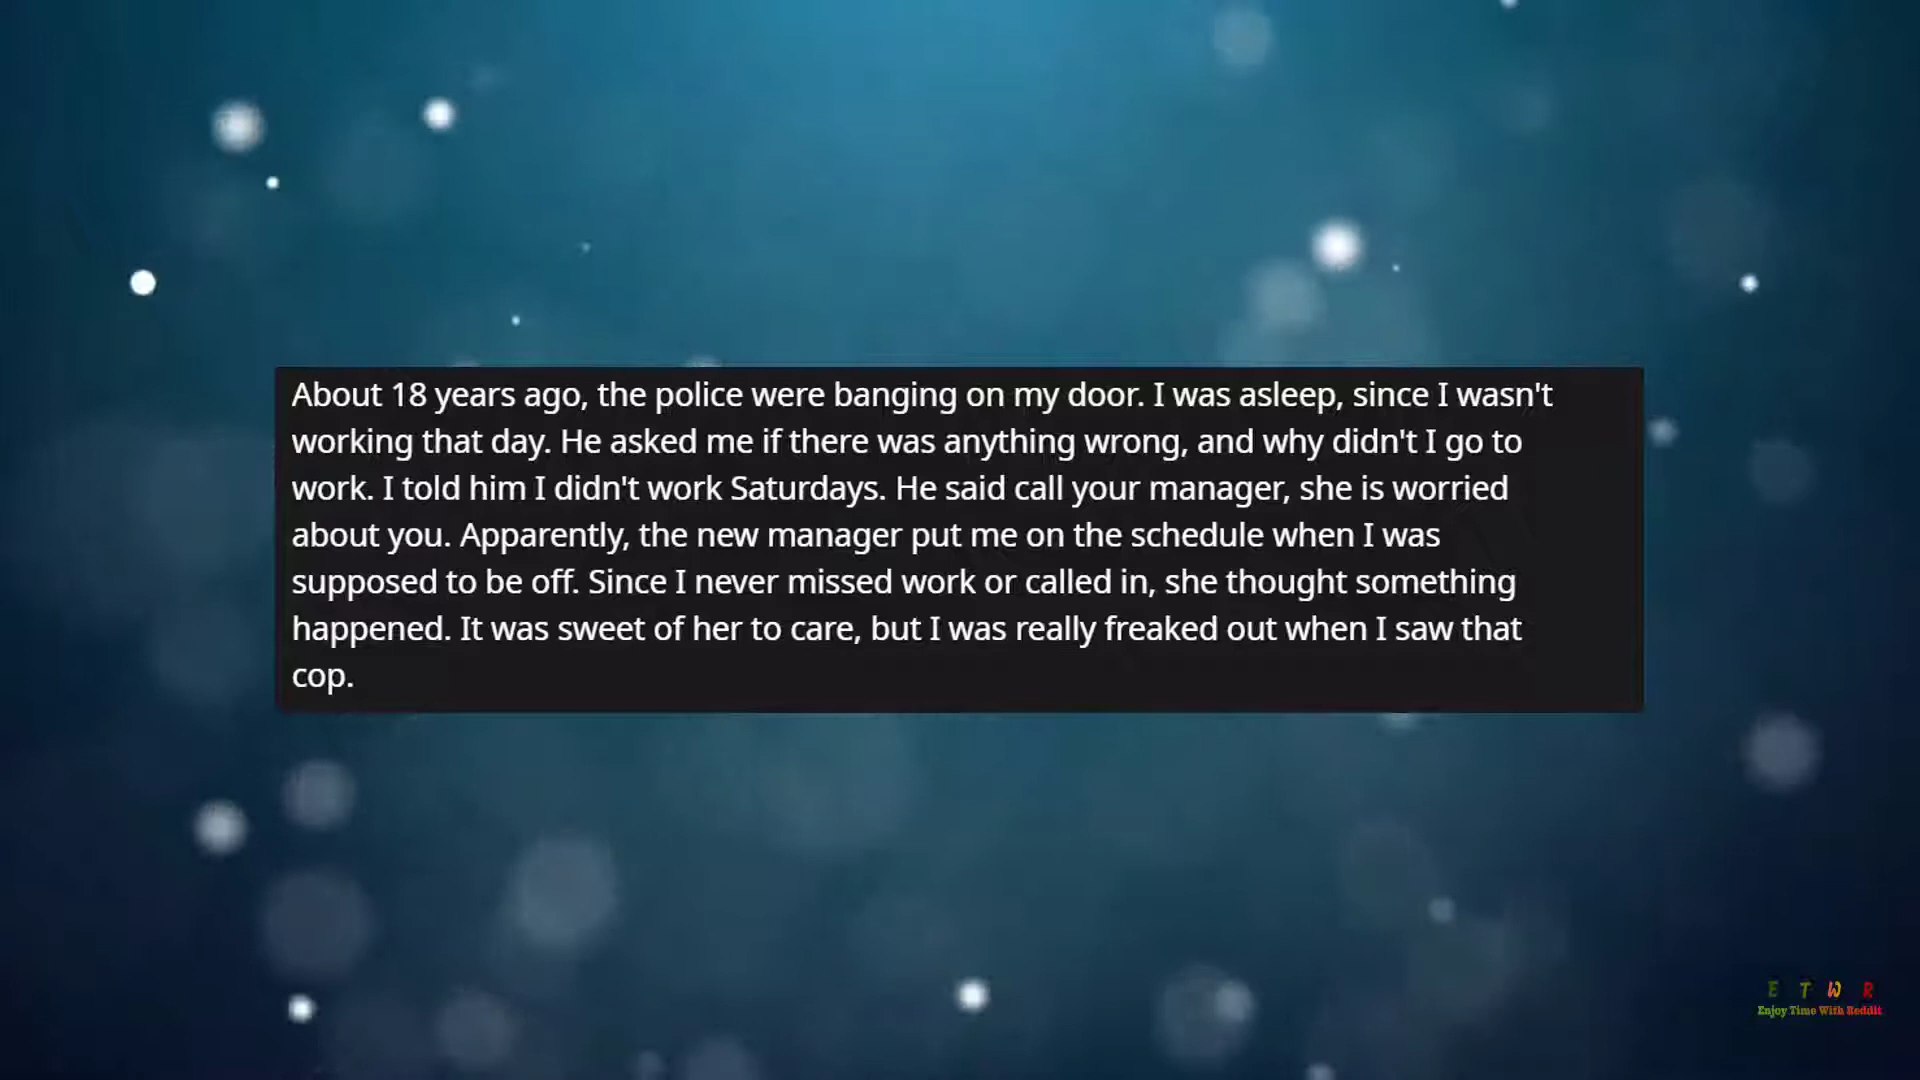 About 18 years ago, the police were banging on my door. I was asleep, since I wasn't
working that day. He asked me if there was anything wrong, and why didn't I go to
work. I told him I didn't work Saturdays. He said call your manager, she is worried
about you. Apparently, the new manager put me on the schedule when I was
supposed to be off. Since I never missed work or called in, she thought something
happened. It was sweet of her to care, but I was really freaked out when I saw that
cop.
E T W R
Enjoy Time With Reddit